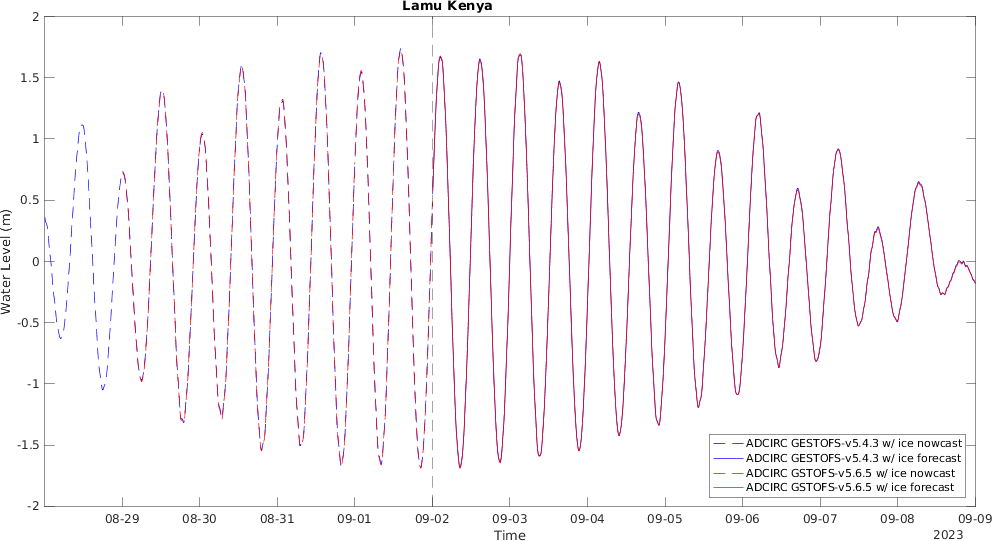 Lamu Kenya
2
1.5
1
0.5
0
-0.5
-1
-1.5
-2
Water Level (m)
ADCIRC GESTOFS-v5.4.3 w/ ice nowcast
ADCIRC GESTOFS-v5.4.3 w/ ice forecast
ADCIRC GSTOFS-v5.6.5 w/ ice nowcast
ADCIRC GSTOFS-v5.6.5 w/ ice forecast
08-29 08-30 08-31 09-01 09-02 09-03 09-04 09-05 09-06 09-07 09-08 09-09
Time
2023